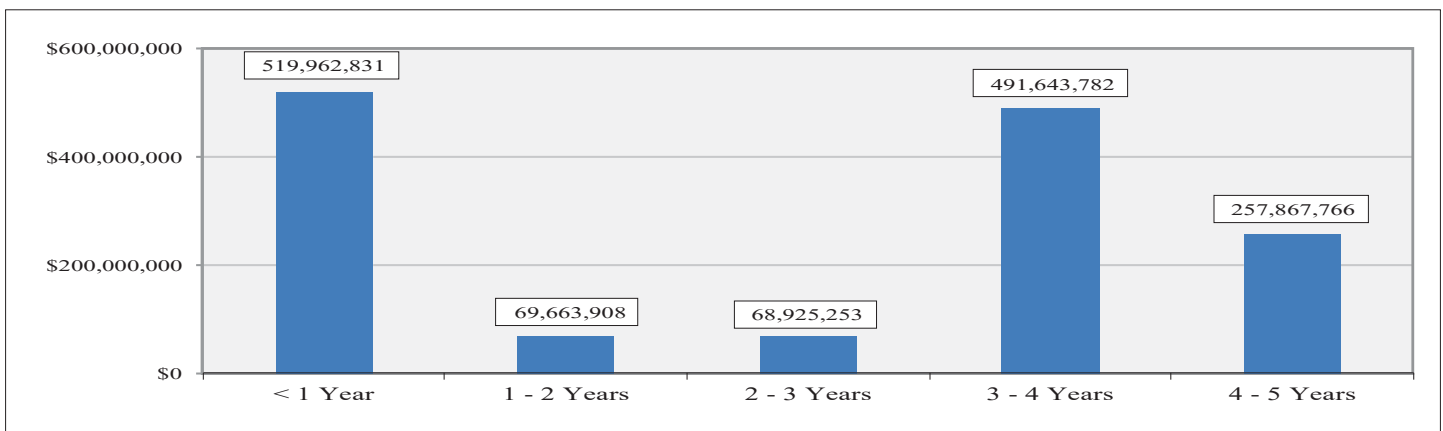 $600,000,000
519,962,831
491,643,782
$400,000,000
257,867,766
$200,000,000
69,663,908
68,925,253
$0
< 1 Year
1 - 2 Years
2 - 3 Years
3 - 4 Years
4 - 5 Years